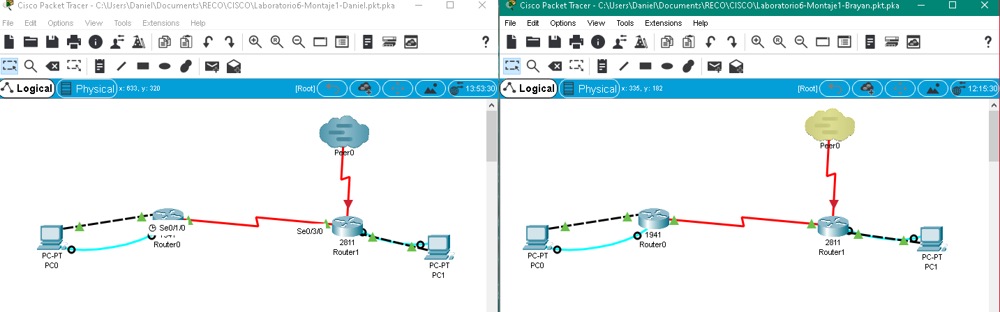 Cisco Packet Tracer - C:\Users\Daniel\Documents\RECO\CISCO\Laboratorio6-Montaje1-Daniel.pkt.pka
File Edit Options View Tools Extensions Help
?
Logical Physical x: 633, y: 320 [Root] 13:53:30
Peer0
Se0/1/0
1941
Router0
Se0/3/0
2811
Router1
PC-PT
PC0
PC-PT
PC1
Cisco Packet Tracer - C:\Users\Daniel\Documents\RECO\CISCO\Laboratorio6-Montaje1-Brayan.pkt.pka
File Edit Options View Tools Extensions Help
?
Logical Physical x: 335, y: 182 [Root] 12:15:30
Peer0
1941
Router0
2811
Router1
PC-PT
PC0
PC-PT
PC1